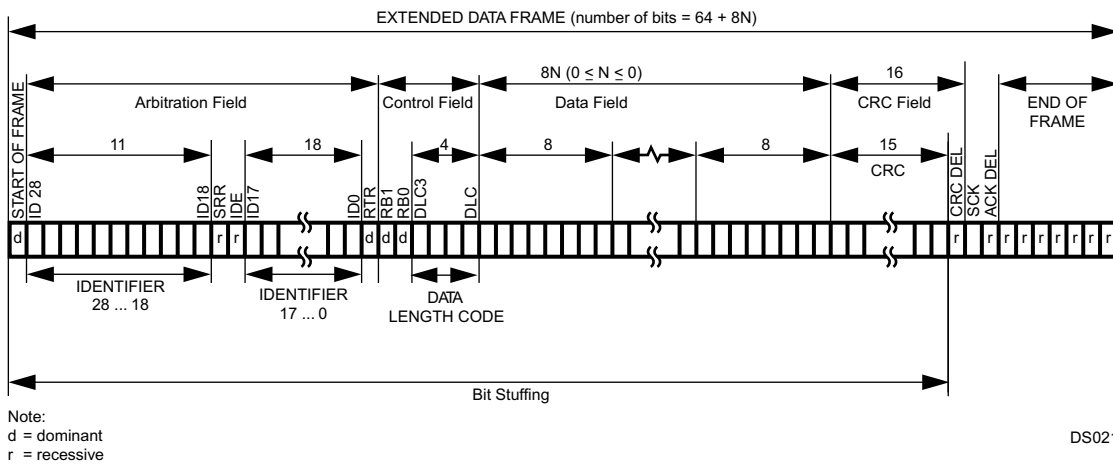 EXTENDED DATA FRAME (number of bits = 64 + 8N)
8N (0 ≤ N ≤ 0)
16
Arbitration Field
Control Field
Data Field
CRC Field
END OF
FRAME
11
18
4
8
8
15
CRC
START OF FRAME
ID 28
ID18
SRR
IDE
ID17
ID0
RTR
RB1
RB0
DLC3
DLC
CRC DEL
SCK
ACK DEL
d r r d d d r r r r r r r r r
IDENTIFIER
28 ... 18
IDENTIFIER
17 ... 0
DATA
LENGTH CODE
Bit Stuffing
Note:
d = dominant
r = recessive
DS021